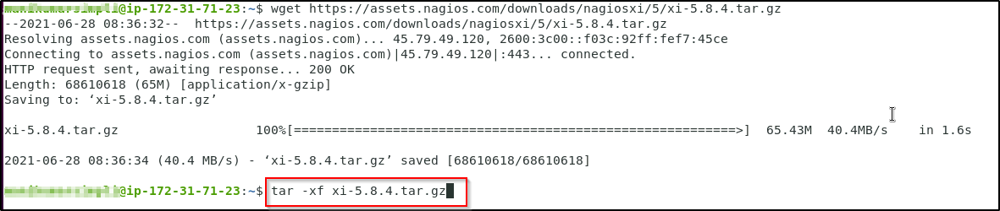 @ip-172-31-71-23:~$ wget https://assets.nagios.com/downloads/nagiosxi/5/xi-5.8.4.tar.gz
--2021-06-28 08:36:32--  https://assets.nagios.com/downloads/nagiosxi/5/xi-5.8.4.tar.gz
Resolving assets.nagios.com (assets.nagios.com)... 45.79.49.120, 2600:3c00::f03c:92ff:fef7:45ce
Connecting to assets.nagios.com (assets.nagios.com)|45.79.49.120|:443... connected.
HTTP request sent, awaiting response... 200 OK
Length: 68610618 (65M) [application/x-gzip]
Saving to: ‘xi-5.8.4.tar.gz’
xi-5.8.4.tar.gz 100%[==========================================================>] 65.43M 40.4MB/s in 1.6s
2021-06-28 08:36:34 (40.4 MB/s) - ‘xi-5.8.4.tar.gz’ saved [68610618/68610618]
@ip-172-31-71-23:~$ tar -xf xi-5.8.4.tar.gz